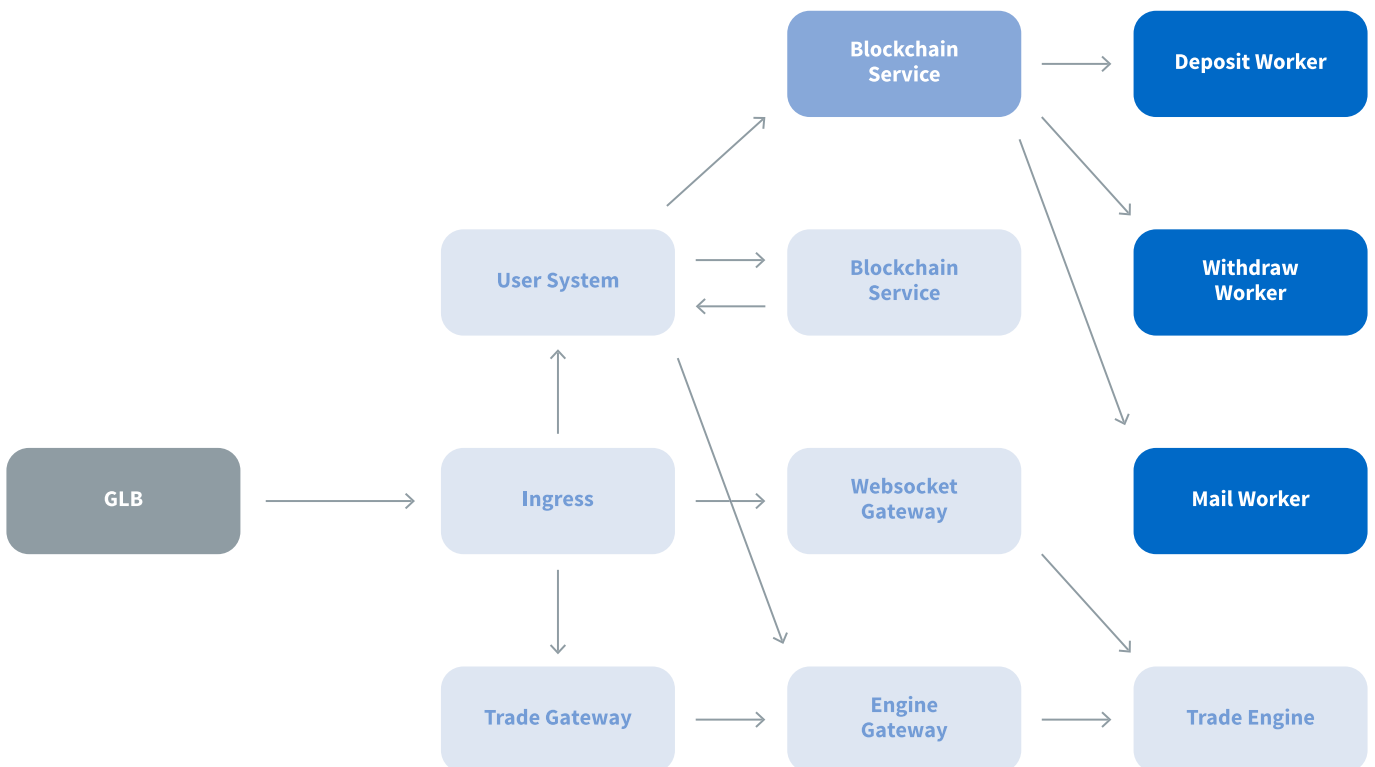 Blockchain
Service
Deposit Worker
User System
Blockchain
Service
Withdraw
Worker
GLB
Ingress
Websocket
Gateway
Mail Worker
Trade Gateway
Engine
Gateway
Trade Engine